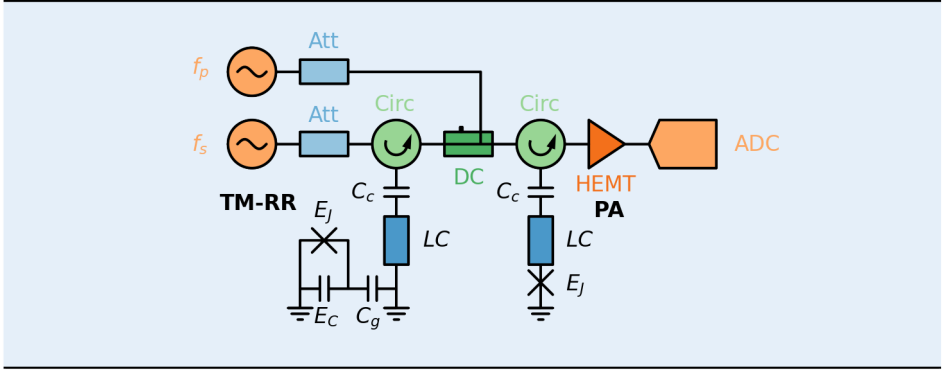 Att
f_p
Att
Circ
Circ
f_s
ADC
DC
HEMT
TM-RR
C_c
C_c
PA
E_J
LC
LC
E_J
E_C
C_g